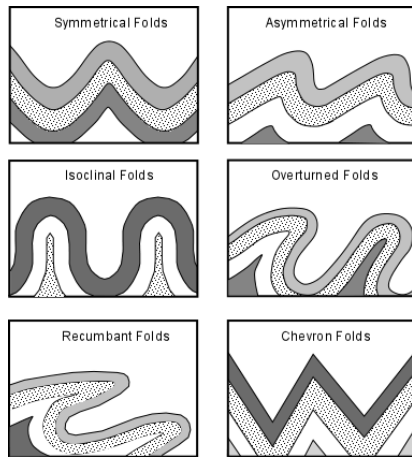 Symmetrical Folds
Asymmetrical Folds
Isoclinal Folds
Overturned Folds
Recumbant Folds
Chevron Folds